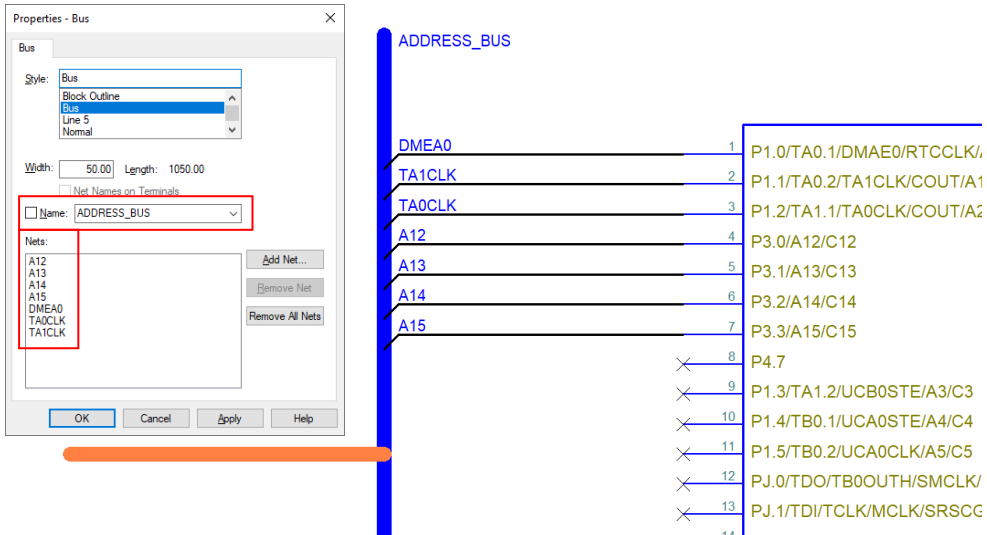 Properties - Bus
Bus
Style: Bus
Block Outline
Bus
Line 5
Normal
Width: 50.00 Length: 1050.00
Net Names on Terminals
Name: ADDRESS_BUS
Nets:
A12
A13
A14
A15
DMEA0
TA0CLK
TA1CLK
Add Net...
Remove Net
Remove All Nets
OK Cancel Apply Help
ADDRESS_BUS
DMEA0 1 P1.0/TA0.1/DMAE0/RTCCLK/
TA1CLK 2 P1.1/TA0.2/TA1CLK/COUT/A1
TA0CLK 3 P1.2/TA1.1/TA0CLK/COUT/A2
A12 4 P3.0/A12/C12
A13 5 P3.1/A13/C13
A14 6 P3.2/A14/C14
A15 7 P3.3/A15/C15
8 P4.7
9 P1.3/TA1.2/UCB0STE/A3/C3
10 P1.4/TB0.1/UCA0STE/A4/C4
11 P1.5/TB0.2/UCA0CLK/A5/C5
12 PJ.0/TDO/TB0OUTH/SMCLK/
13 PJ.1/TDI/TCLK/MCLK/SRSCG